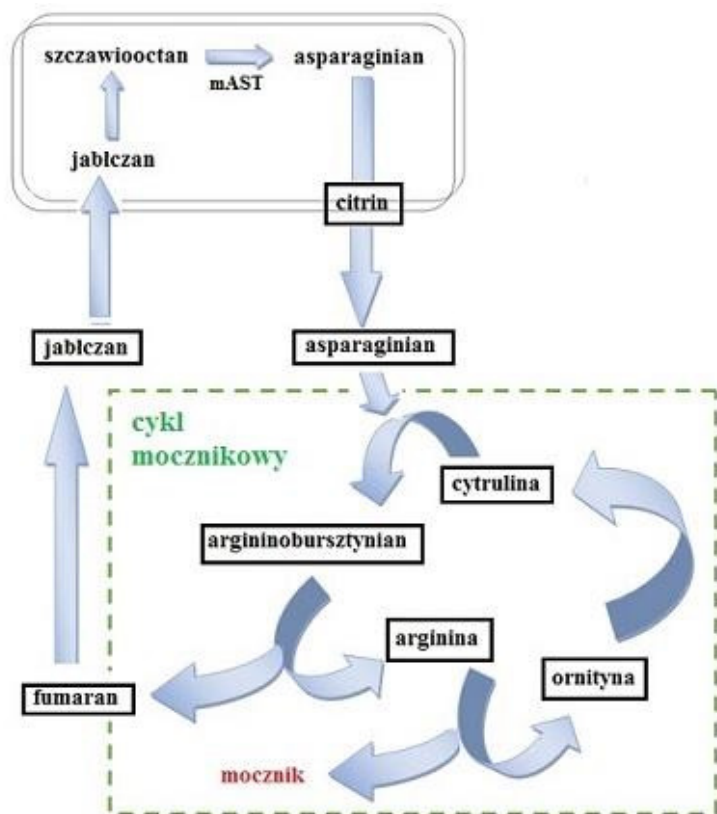 szczawiooctan
asparaginian
mAST
jabłczan
citrin
jabłczan
asparaginian
cykl
mocznikowy
cytrulina
argininobursztynian
arginina
ornityna
fumaran
mocznik